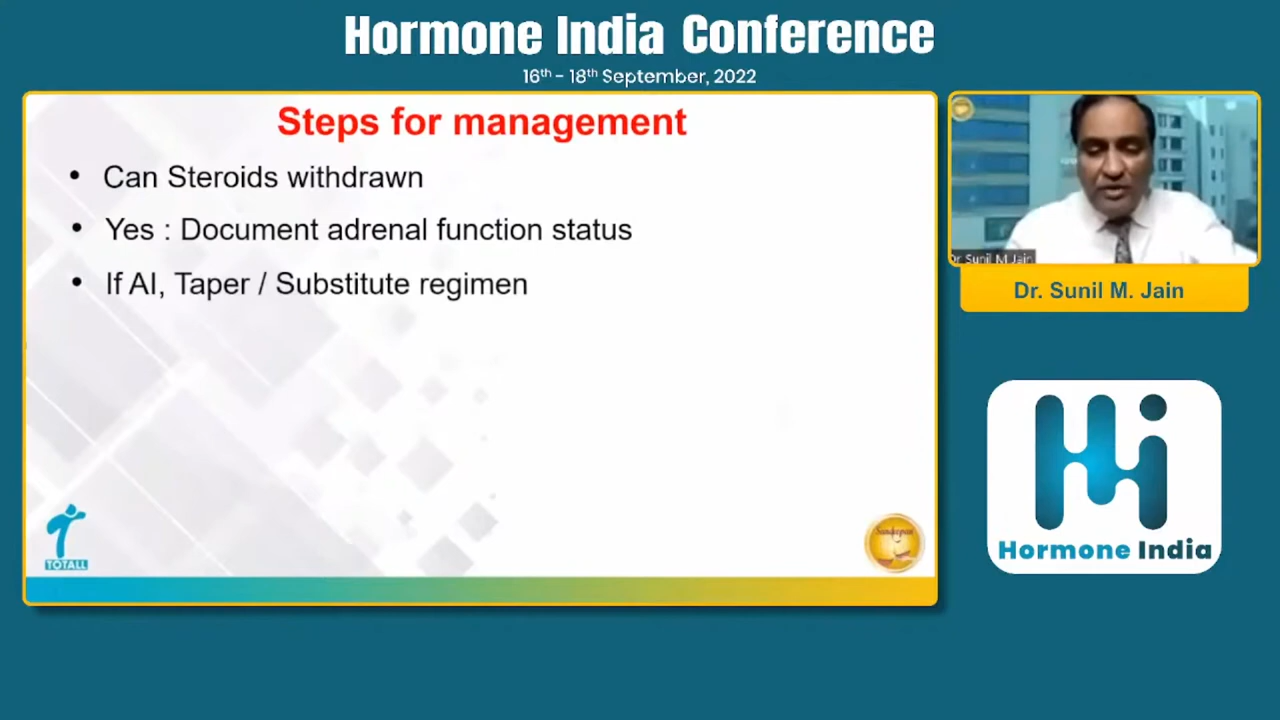 Hormone India Conference
16th - 18th September, 2022
Steps for management
• Can Steroids withdrawn
• Yes : Document adrenal function status
• If AI, Taper / Substitute regimen
TOTALL
Dr Sunil M Jain
Dr. Sunil M. Jain
Hormone India